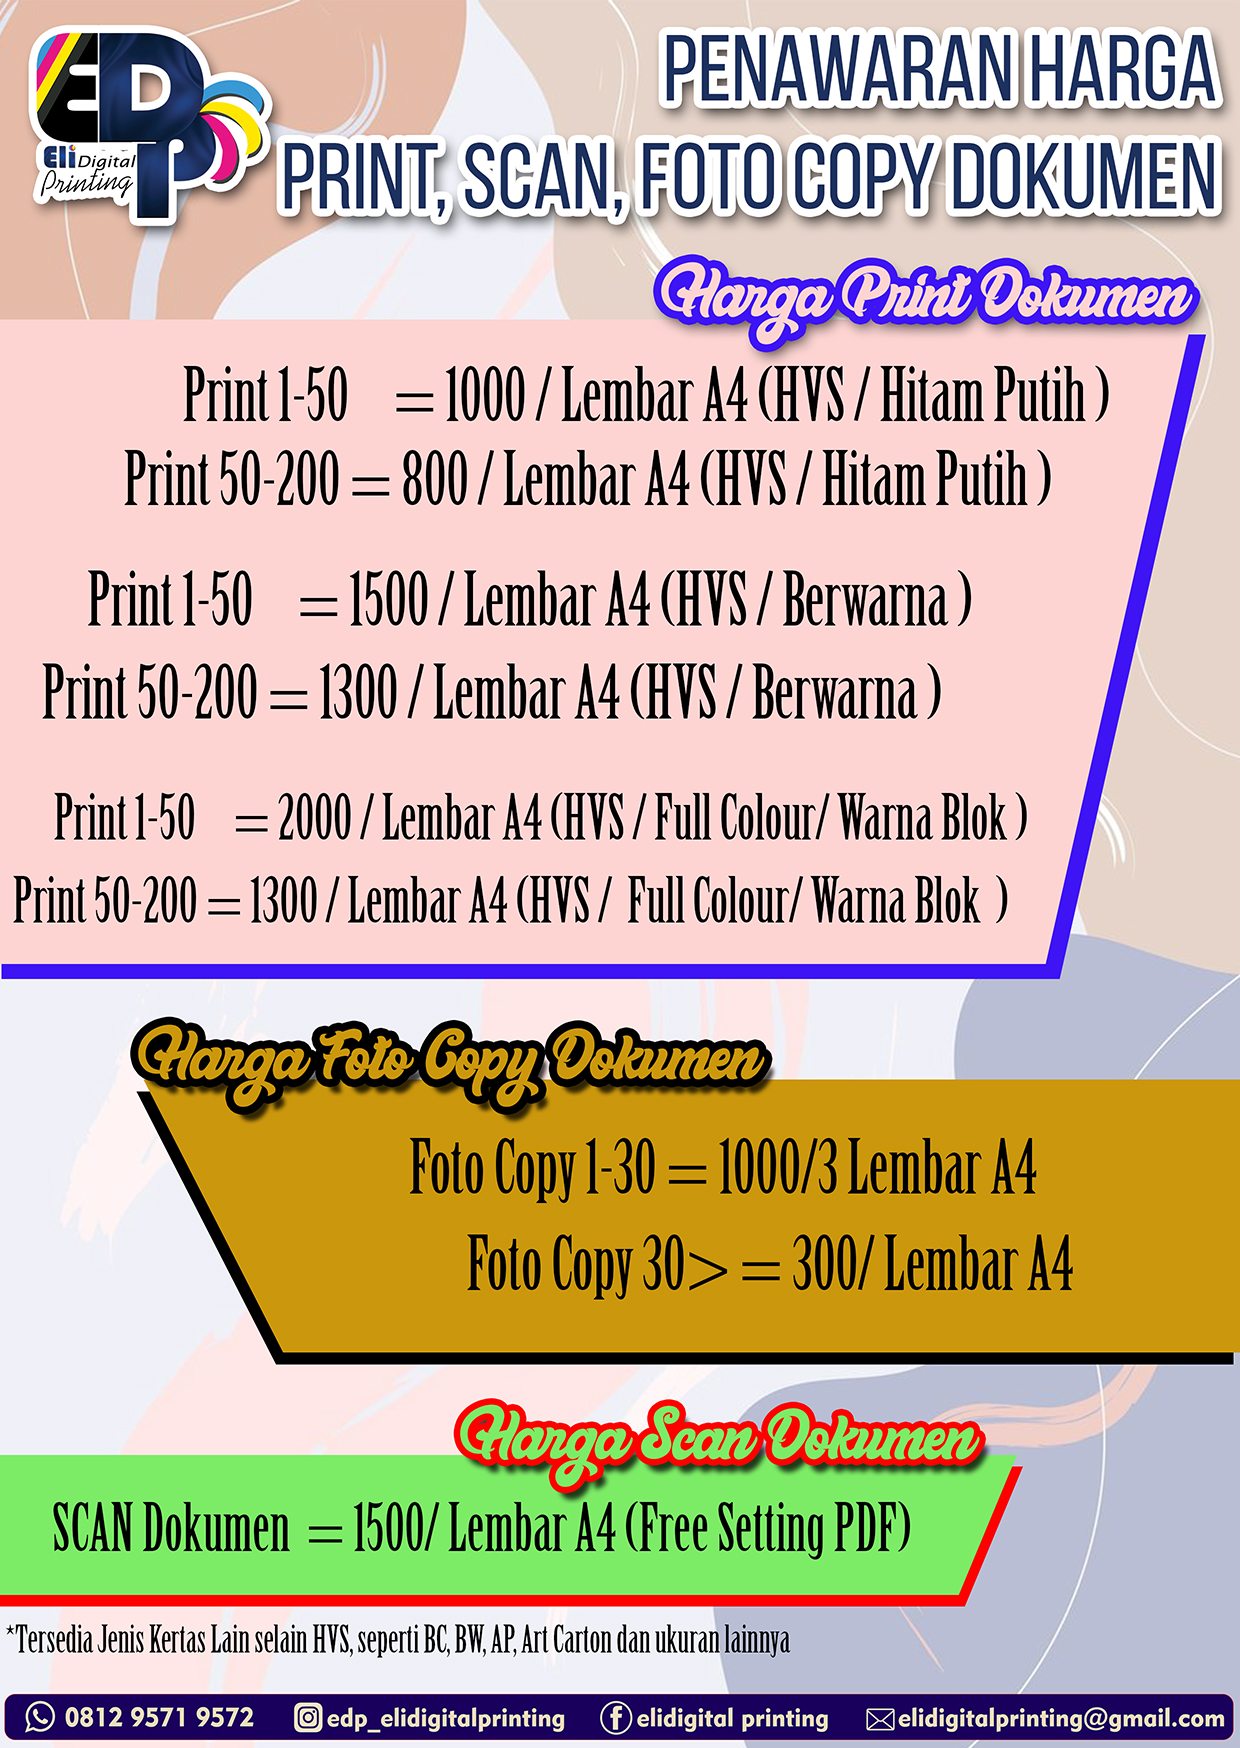 EDP
Eli Digital
Printing
PENAWARAN HARGA
PRINT, SCAN, FOTO COPY DOKUMEN
Harga Print Dokumen
Print 1-50 = 1000 / Lembar A4 (HVS / Hitam Putih )
Print 50-200 = 800 / Lembar A4 (HVS / Hitam Putih )
Print 1-50 = 1500 / Lembar A4 (HVS / Berwarna )
Print 50-200 = 1300 / Lembar A4 (HVS / Berwarna )
Print 1-50 = 2000 / Lembar A4 (HVS / Full Colour/ Warna Blok )
Print 50-200 = 1300 / Lembar A4 (HVS / Full Colour/ Warna Blok )
Harga Foto Copy Dokumen
Foto Copy 1-30 = 1000/3 Lembar A4
Foto Copy 30> = 300/ Lembar A4
Harga Scan Dokumen
SCAN Dokumen = 1500/ Lembar A4 (Free Setting PDF)
*Tersedia Jenis Kertas Lain selain HVS, seperti BC, BW, AP, Art Carton dan ukuran lainnya
0812 9571 9572 edp_elidigitalprinting elidigital printing elidigitalprinting@gmail.com